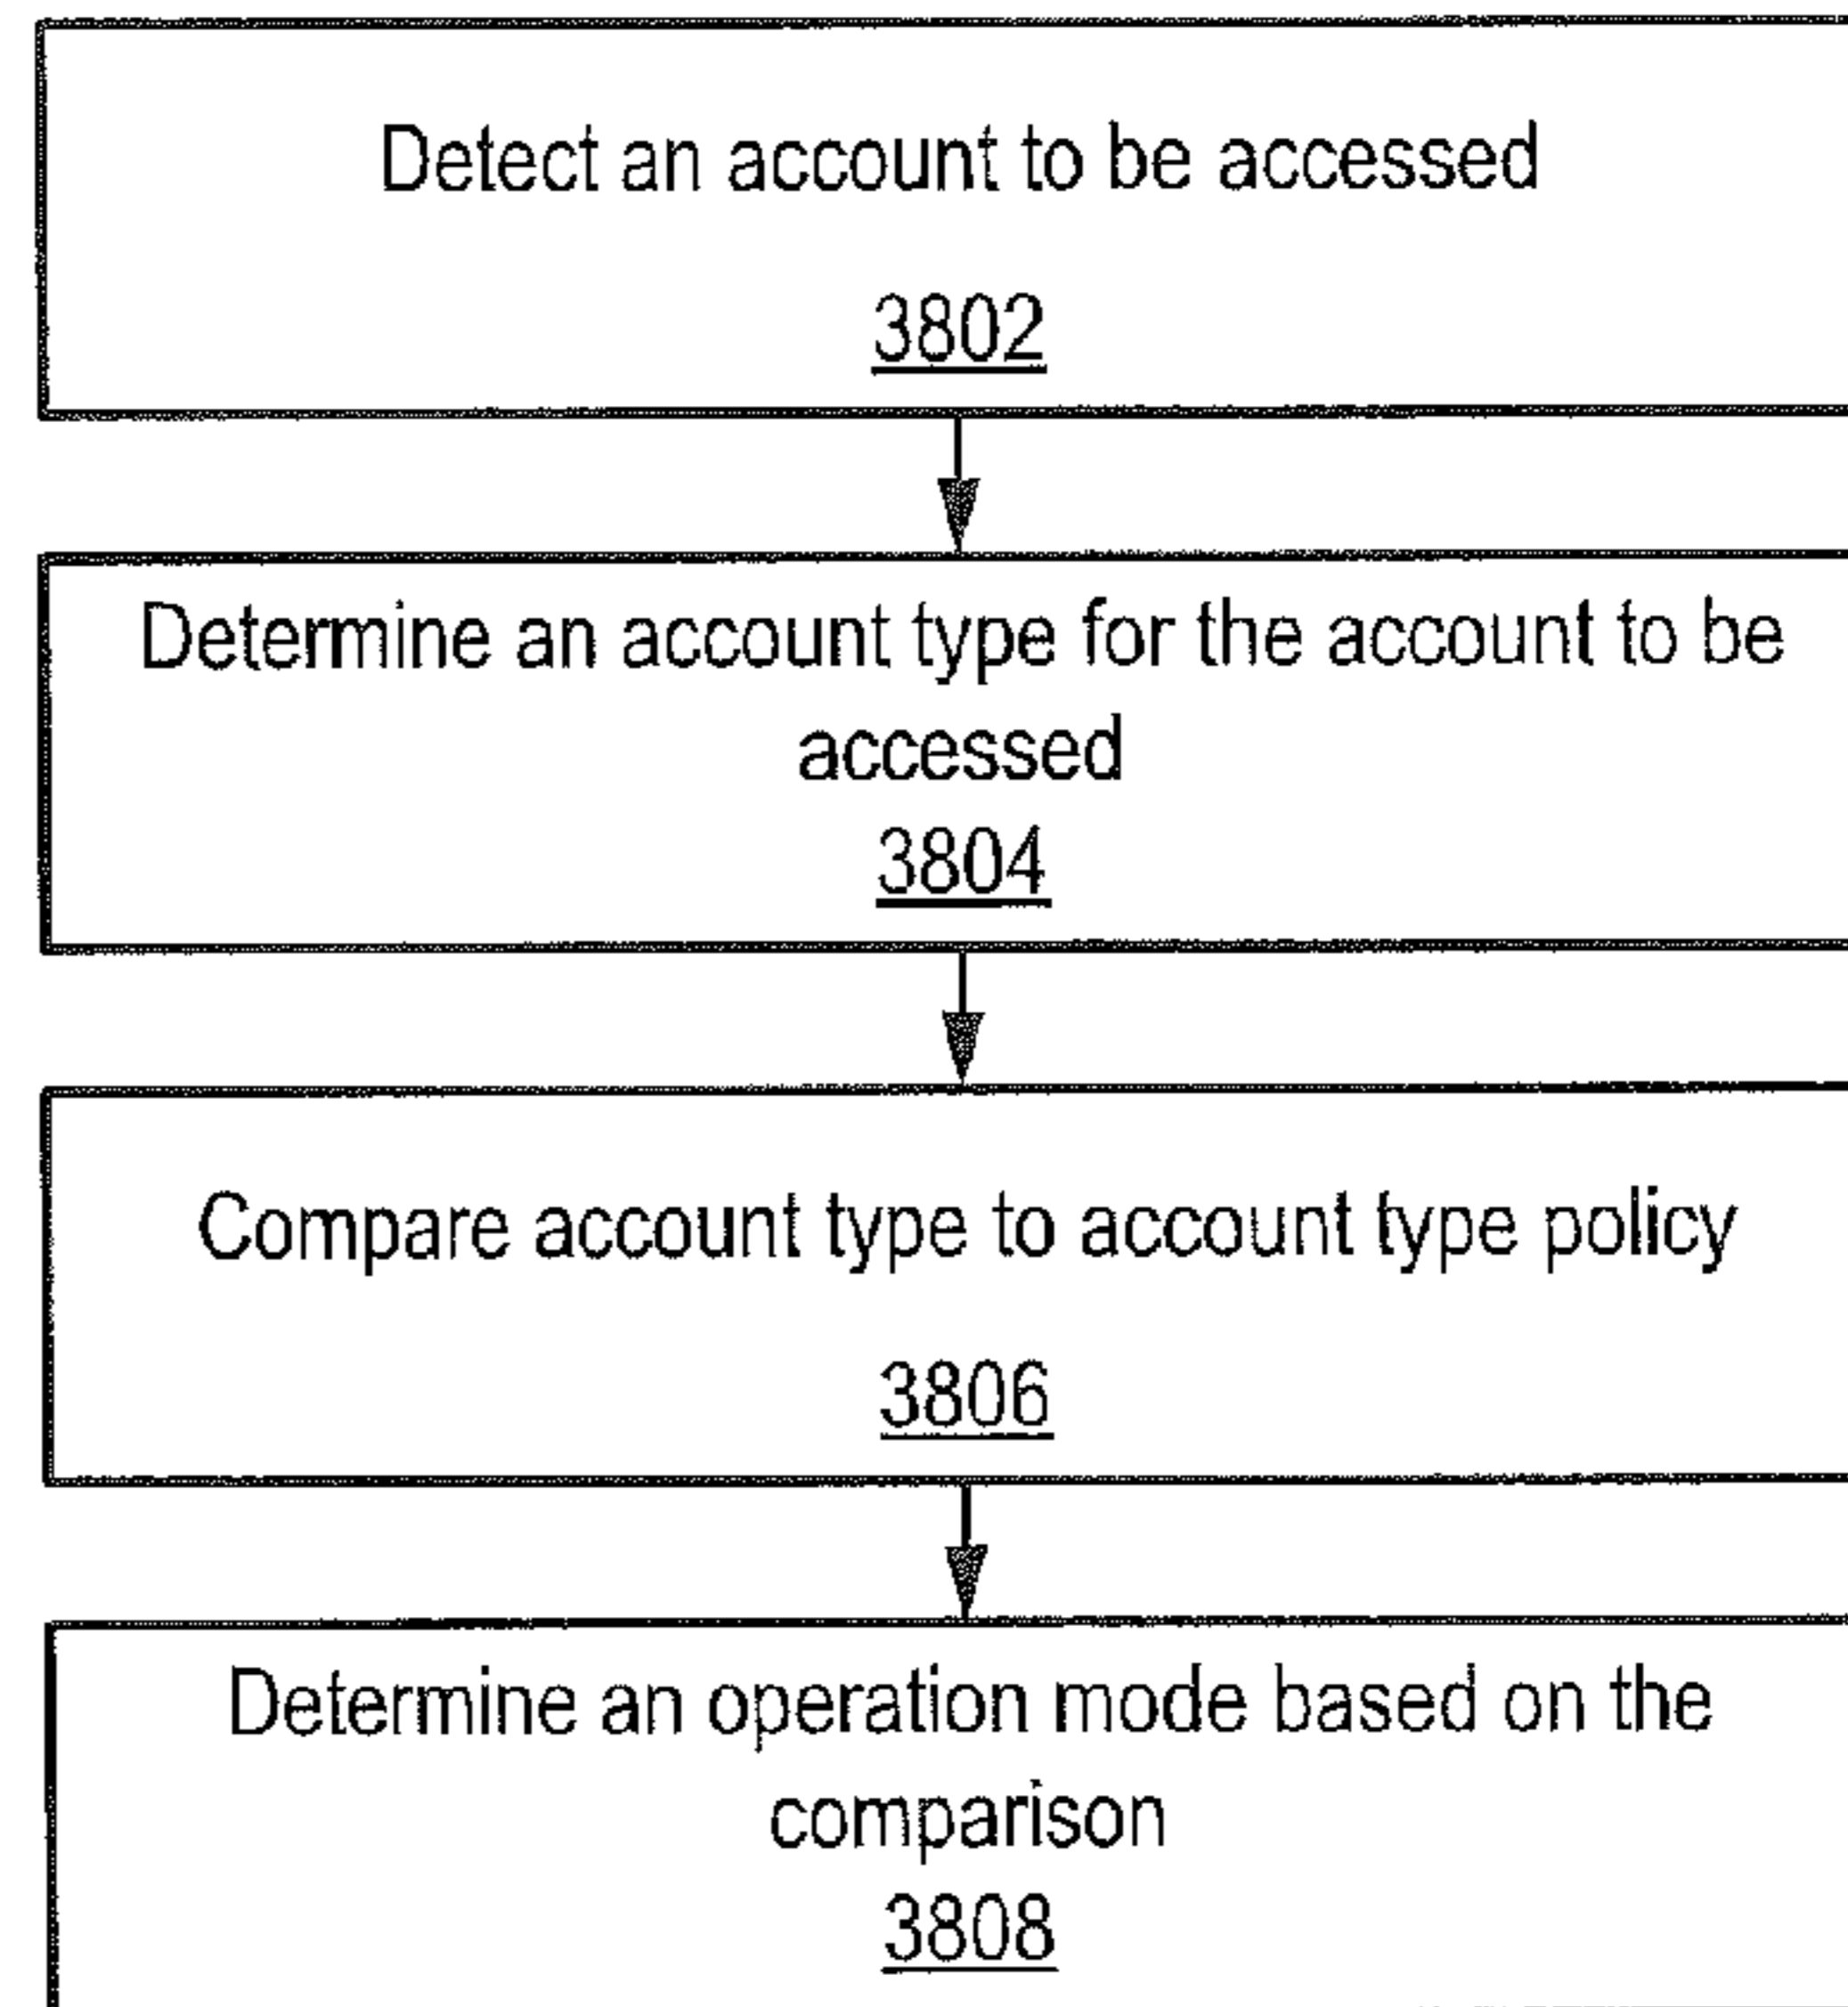 Detect an account to be accessed
3802
Determine an account type for the account to be
accessed
3804
Compare account type to account type policy
3806
Determine an operation mode based on the
comparison
3808